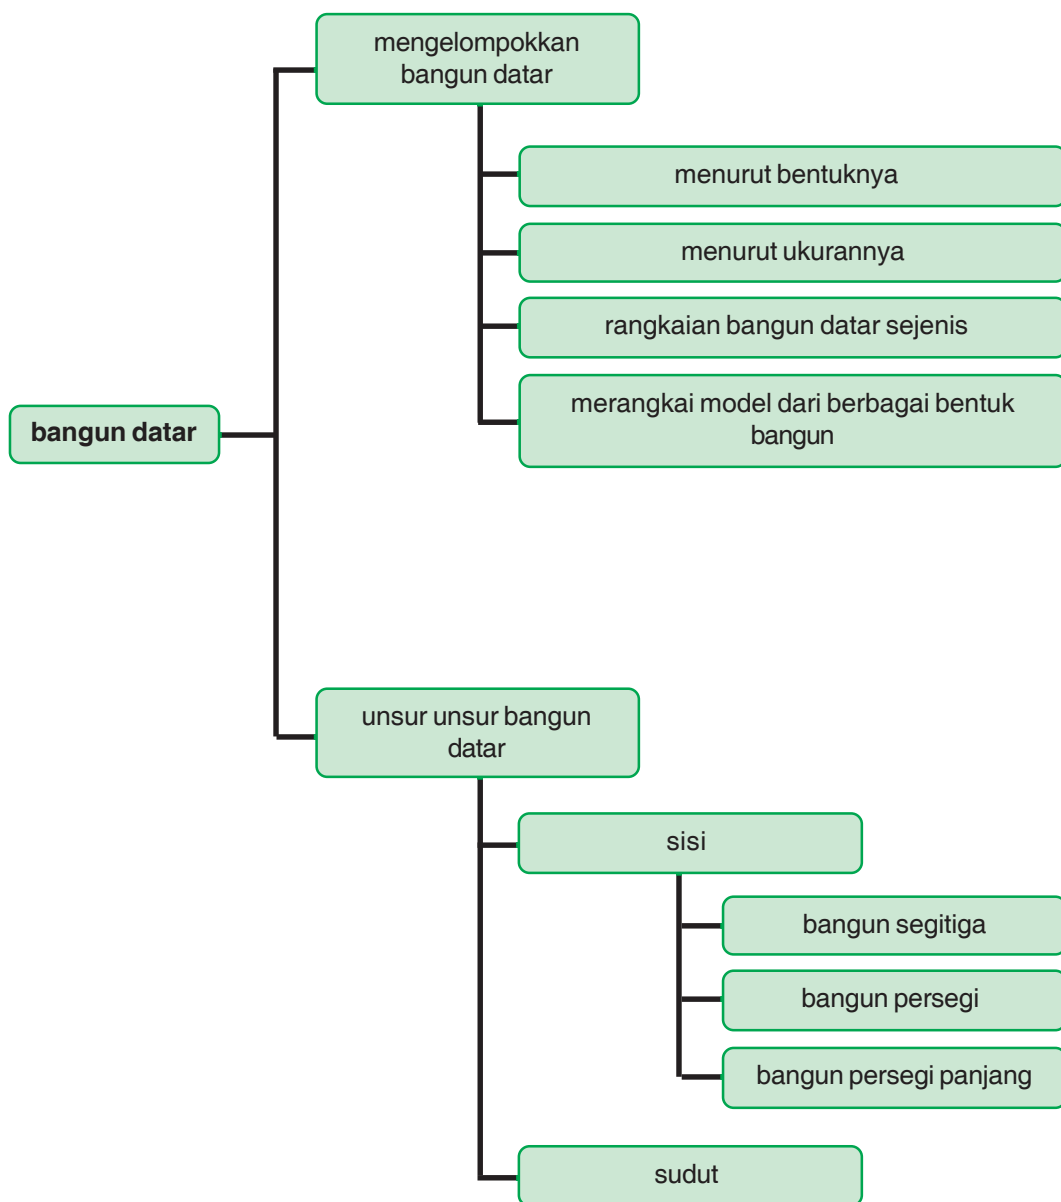 mengelompokkan
bangun datar
menurut bentuknya
menurut ukurannya
rangkaian bangun datar sejenis
merangkai model dari berbagai bentuk
bangun
bangun datar
unsur unsur bangun
datar
sisi
bangun segitiga
bangun persegi
bangun persegi panjang
sudut